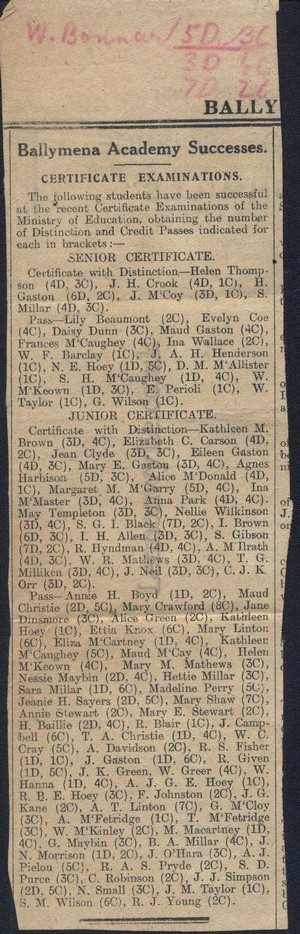 W. Bonnar / 5D / 3C
3D
7D 2C
BALLY
Ballymena Academy Successes.
CERTIFICATE EXAMINATIONS.
The following students have been successful
at the recent Certificate Examinations of the
Ministry of Education, obtaining the number
of Distinction and Credit Passes indicated for
each in brackets:—
SENIOR CERTIFICATE.
Certificate with Distinction—Helen Thomp-
son (4D, 3C), J. H. Crook (4D, 1C), H.
Gaston (6D, 2C), J. M'Coy (3D, 1C), S.
Millar (4D, 3C).
Pass—Lily Beaumont (2C), Evelyn Coe
(4C), Daisy Dunn (3C), Maud Gaston (4C),
Frances M'Caughey (4C), Ina Wallace (2C),
W. F. Barclay (1C), J. A. H. Henderson
(1C), N. E. Hoey (1D, 5C), D. M. M'Allister
(1C), S. H. M'Caughey (1D, 4C), W.
M'Keown (1D, 3C), E. Perioli (1C), W.
Taylor (1C), G. Wilson (1C).
JUNIOR CERTIFICATE.
Certificate with Distinction—Kathleen M.
Brown (3D, 4C), Elizabeth C. Carson (4D,
2C), Jean Clyde (3D, 3C), Eileen Gaston
(4D, 3C), Mary E. Gaston (3D, 4C), Agnes
Harbison (5D, 3C), Alice M'Donald (4D,
1C), Margaret M. M'Garry (5D, 4C), Ina
M'Master (3D, 4C), Anna Park (4D, 4C).
May Templeton (3D, 3C), Nellie Wilkinson
(3D, 4C), S. G. I. Black (7D, 2C), I. Brown
(6D, 3C), I. H. Allen (3D, 3C), S. Gibson
(7D, 2C), R. Hyndman (4D, 4C), A. M'Ilrath
(4D, 3C), W. R. Mathews (3D, 4C), T. G.
Milliken (3D, 4C), J. Neil (3D, 3C), C. J. K.
Orr (3D, 2C).
Pass—Annie H. Boyd (1D, 2C), Maud
Christie (2D, 5C), Mary Crawford (8C), Jane
Dinsmore (3C), Alice Green (2C), Kathleen
Hoey (1C), Ettia Knox (6C), Mary Linton
(6C), Eliza M'Cartney (1D, 4C), Kathleen
M'Caughey (5C), Maud M'Cay (4C), Helen
M'Keown (4C), Mary M. Mathews (3C),
Nessie Maybin (2D, 4C), Hettie Millar (3C),
Sara Millar (1D, 6C), Madeline Perry (5C),
Jeanie H. Sayers (2D, 5C), Mary Shaw (7C),
Annie Stewart (2C), Mary E. Stewart (2C),
H. Baillie (2D, 4C), R. Blair (1C), J. Camp-
bell (6C), T. A. Christie (1D, 4C), W. C.
Cray (5C), A. Davidson (2C), R. S. Fisher
(1D, 1C), J. Gaston (1D, 6C), R. Given
(1D, 5C), J. K. Green, W. Greer (4C), W.
Hanna (1D, 4C), A. J. G. E. Hoey (1C),
R. B. E. Hoey (3C), F. Johnston (2C), J. G.
Kane (2C), A. T. Linton (7C), G. M'Cloy
(3C), A. M'Fetridge (1C), T. M'Fetridge
(3C), W. M'Kinley (2C), M. Macartney (1D,
4C), G. Maybin (3C), B. A. Millar (4C), J.
N. Morrison (1D, 2C), J. O'Hara (3C), A. J.
Pielou (5C), R. A. S. Pryde (2C), S. D.
Purce (3C), C. Robinson (2C), J. J. Simpson
(2D, 5C), N. Small (3C), J. M. Taylor (1C),
S. M. Wilson (6C), R. J. Young (2C).